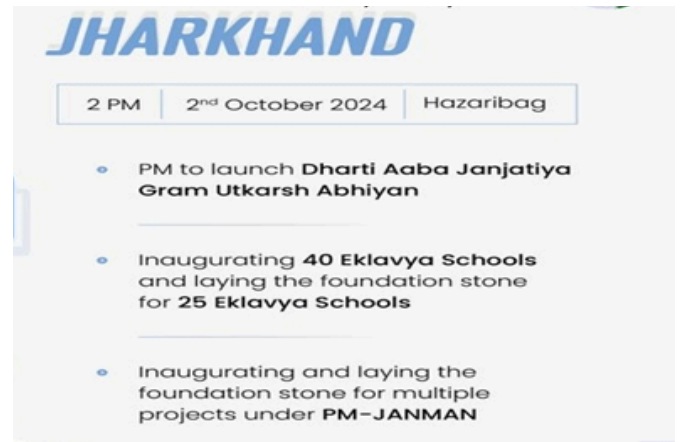 JHARKHAND
2 PM 2nd October 2024 Hazaribag
PM to launch Dharti Aaba Janjatiya
Gram Utkarsh Abhiyan
Inaugurating 40 Eklavya Schools
and laying the foundation stone
for 25 Eklavya Schools
Inaugurating and laying the
foundation stone for multiple
projects under PM-JANMAN